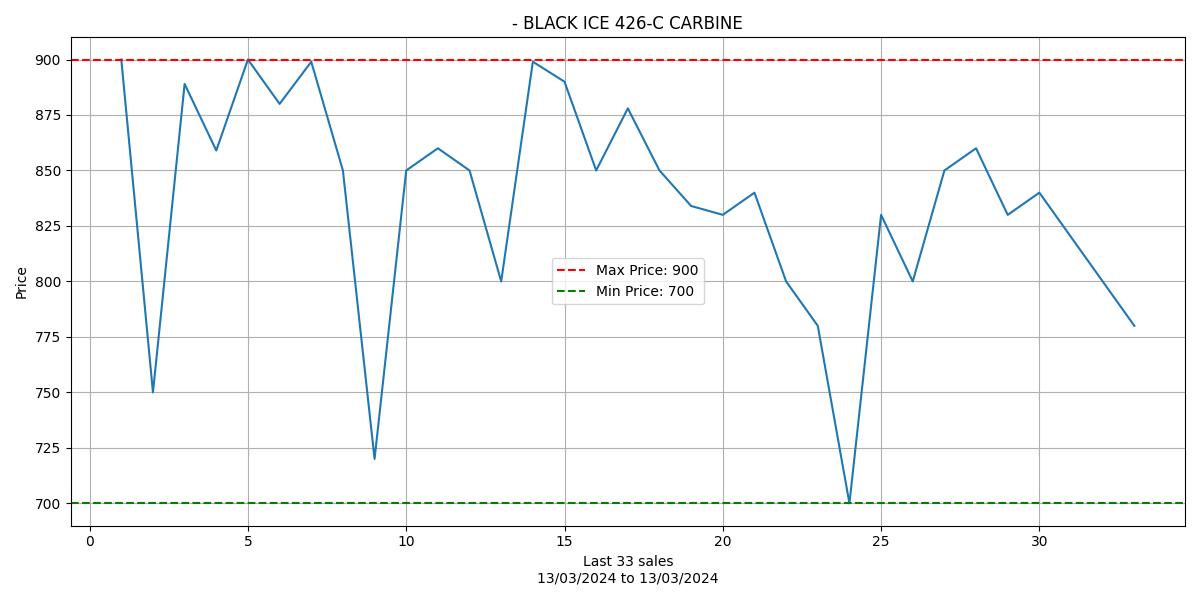 - BLACK ICE 426-C CARBINE
900
875
850
825
800
775
750
725
700
Price
Max Price: 900
Min Price: 700
0 5 10 15 20 25 30
Last 33 sales
13/03/2024 to 13/03/2024